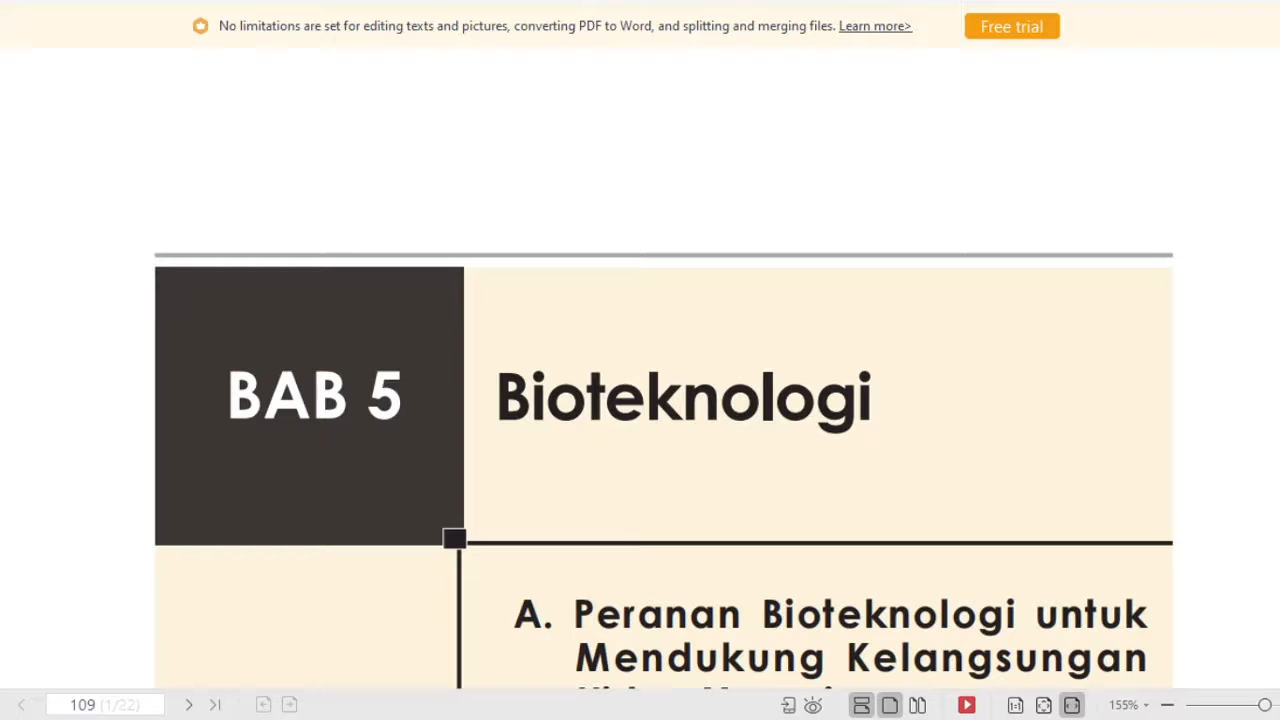 No limitations are set for editing texts and pictures, converting PDF to Word, and splitting and merging files. Learn more>
Free trial
BAB 5
Bioteknologi
A. Peranan Bioteknologi untuk
Mendukung Kelangsungan
109 (1/22)
155%